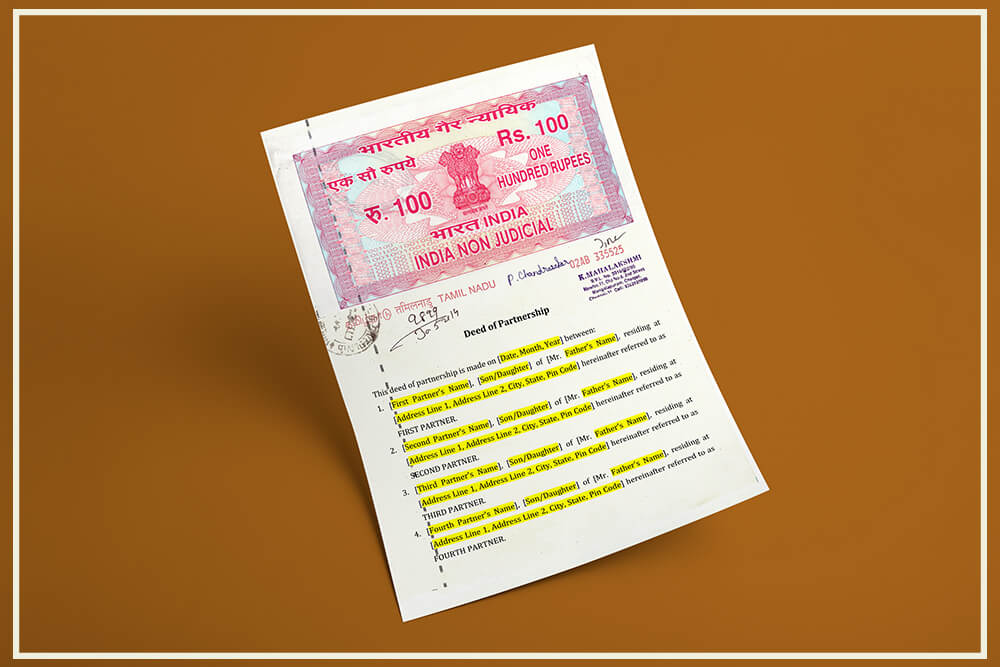 भारतीय गैर न्यायिक
एक सौ रुपये
Rs. 100
रु. 100
ONE
HUNDRED RUPEES
भारत INDIA
INDIA NON JUDICIAL
தமிழ்நாடு तमिलनाडु TAMIL NADU
P. Chandrasekar
02AB 335525
K.MAHALAKSHMI
Deed of Partnership
This deed of partnership is made on [Date, Month, Year] between:
1. [First Partner's Name], [Son/Daughter] of [Mr. Father's Name], residing at
[Address Line 1, Address Line 2, City, State, Pin Code] hereinafter referred to as
FIRST PARTNER.
2. [Second Partner's Name], [Son/Daughter] of [Mr. Father's Name], residing at
[Address Line 1, Address Line 2, City, State, Pin Code] hereinafter referred to as
SECOND PARTNER.
3. [Third Partner's Name], [Son/Daughter] of [Mr. Father's Name], residing at
[Address Line 1, Address Line 2, City, State, Pin Code] hereinafter referred to as
THIRD PARTNER.
4. [Fourth Partner's Name], [Son/Daughter] of [Mr. Father's Name], residing at
[Address Line 1, Address Line 2, City, State, Pin Code] hereinafter referred to as
FOURTH PARTNER.